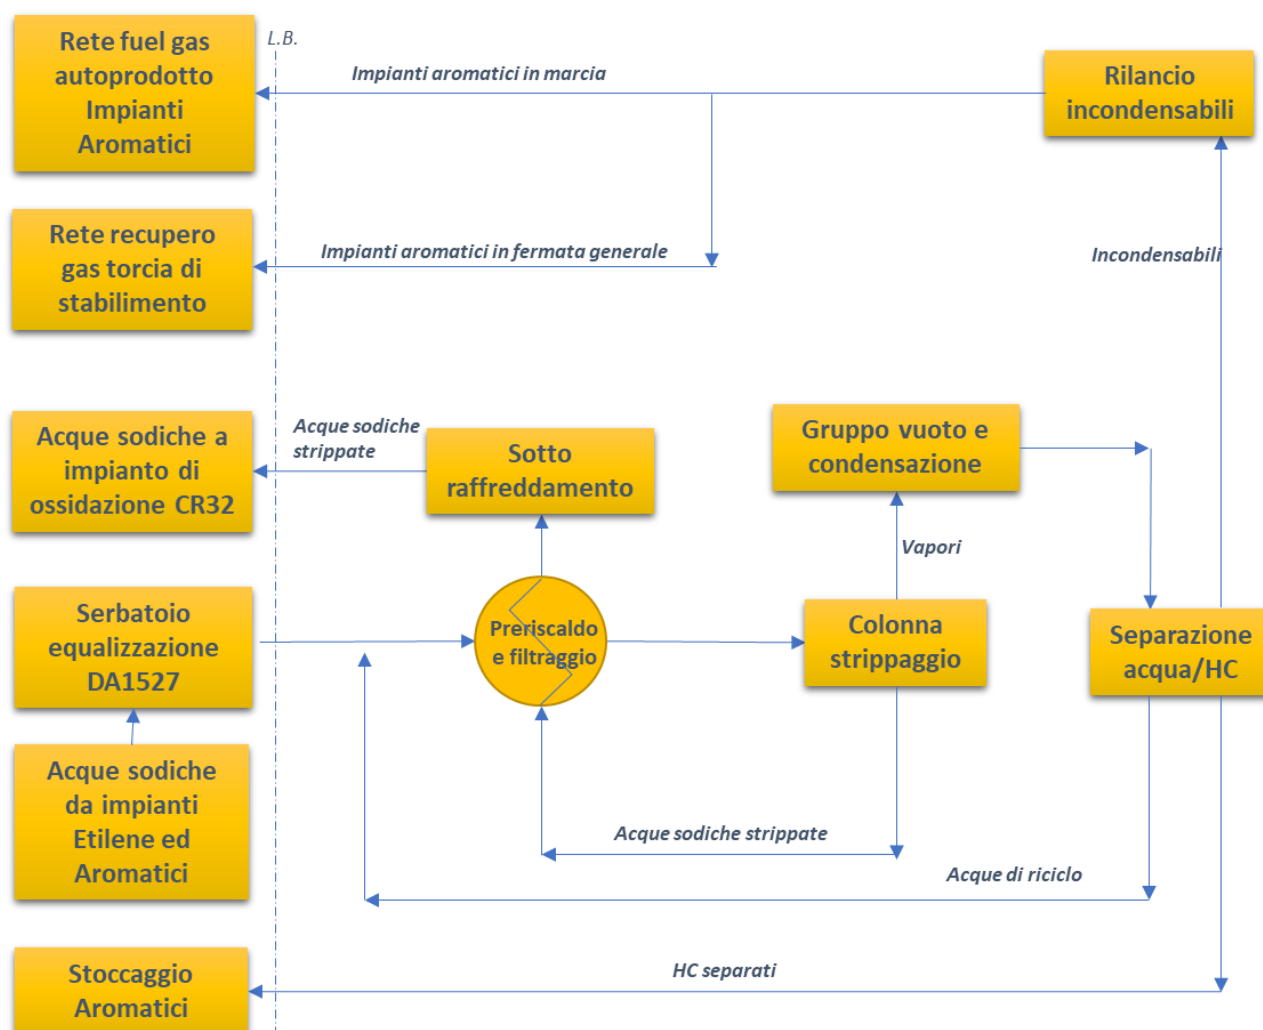 Rete fuel gas
autoprodotto
Impianti
Aromatici
L.B.
Impianti aromatici in marcia
Rilancio
incondensabili
Rete recupero
gas torcia di
stabilimento
Impianti aromatici in fermata generale
Incondensabili
Acque sodiche a
impianto di
ossidazione CR32
Acque sodiche
strippate
Sotto
raffreddamento
Gruppo vuoto e
condensazione
Vapori
Serbatoio
equalizzazione
DA1527
Preriscaldo
e filtraggio
Colonna
strippaggio
Separazione
acqua/HC
Acque sodiche
da impianti
Etilene ed
Aromatici
Acque sodiche strippate
Acque di riciclo
Stoccaggio
Aromatici
HC separati